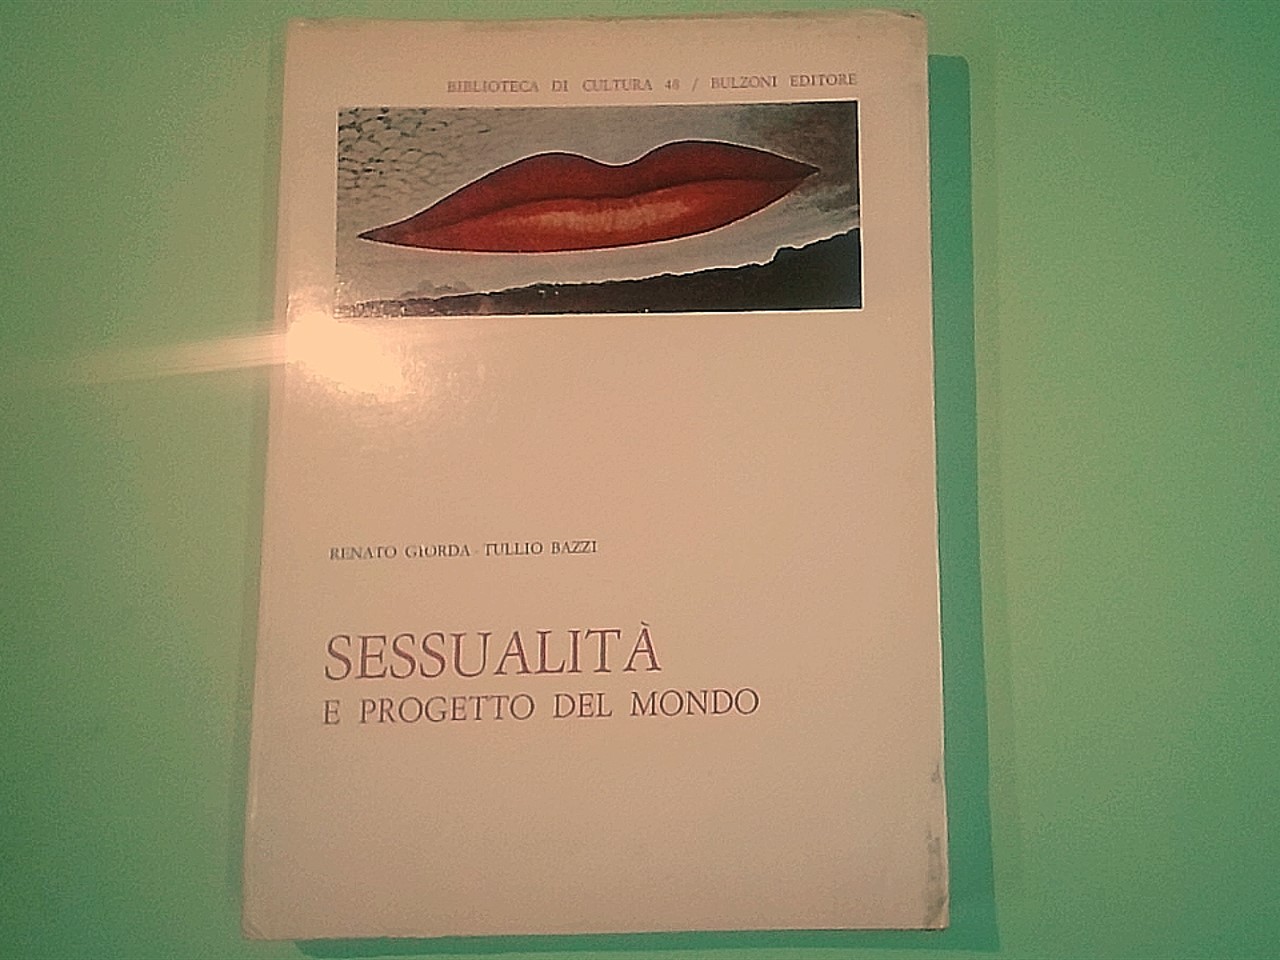 BIBLIOTECA DI CULTURA 48 / BULZONI EDITORE
RENATO GIORDA - TULLIO BAZZI
SESSUALITÀ
E PROGETTO DEL MONDO